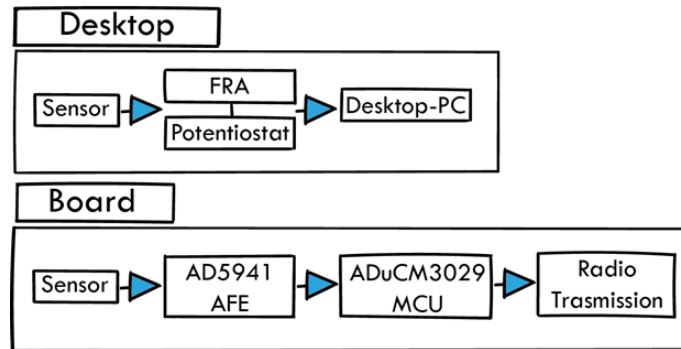 Desktop
Sensor
FRA
Potentiostat
Desktop-PC
Board
Sensor
AD5941
AFE
ADuCM3029
MCU
Radio
Trasmission